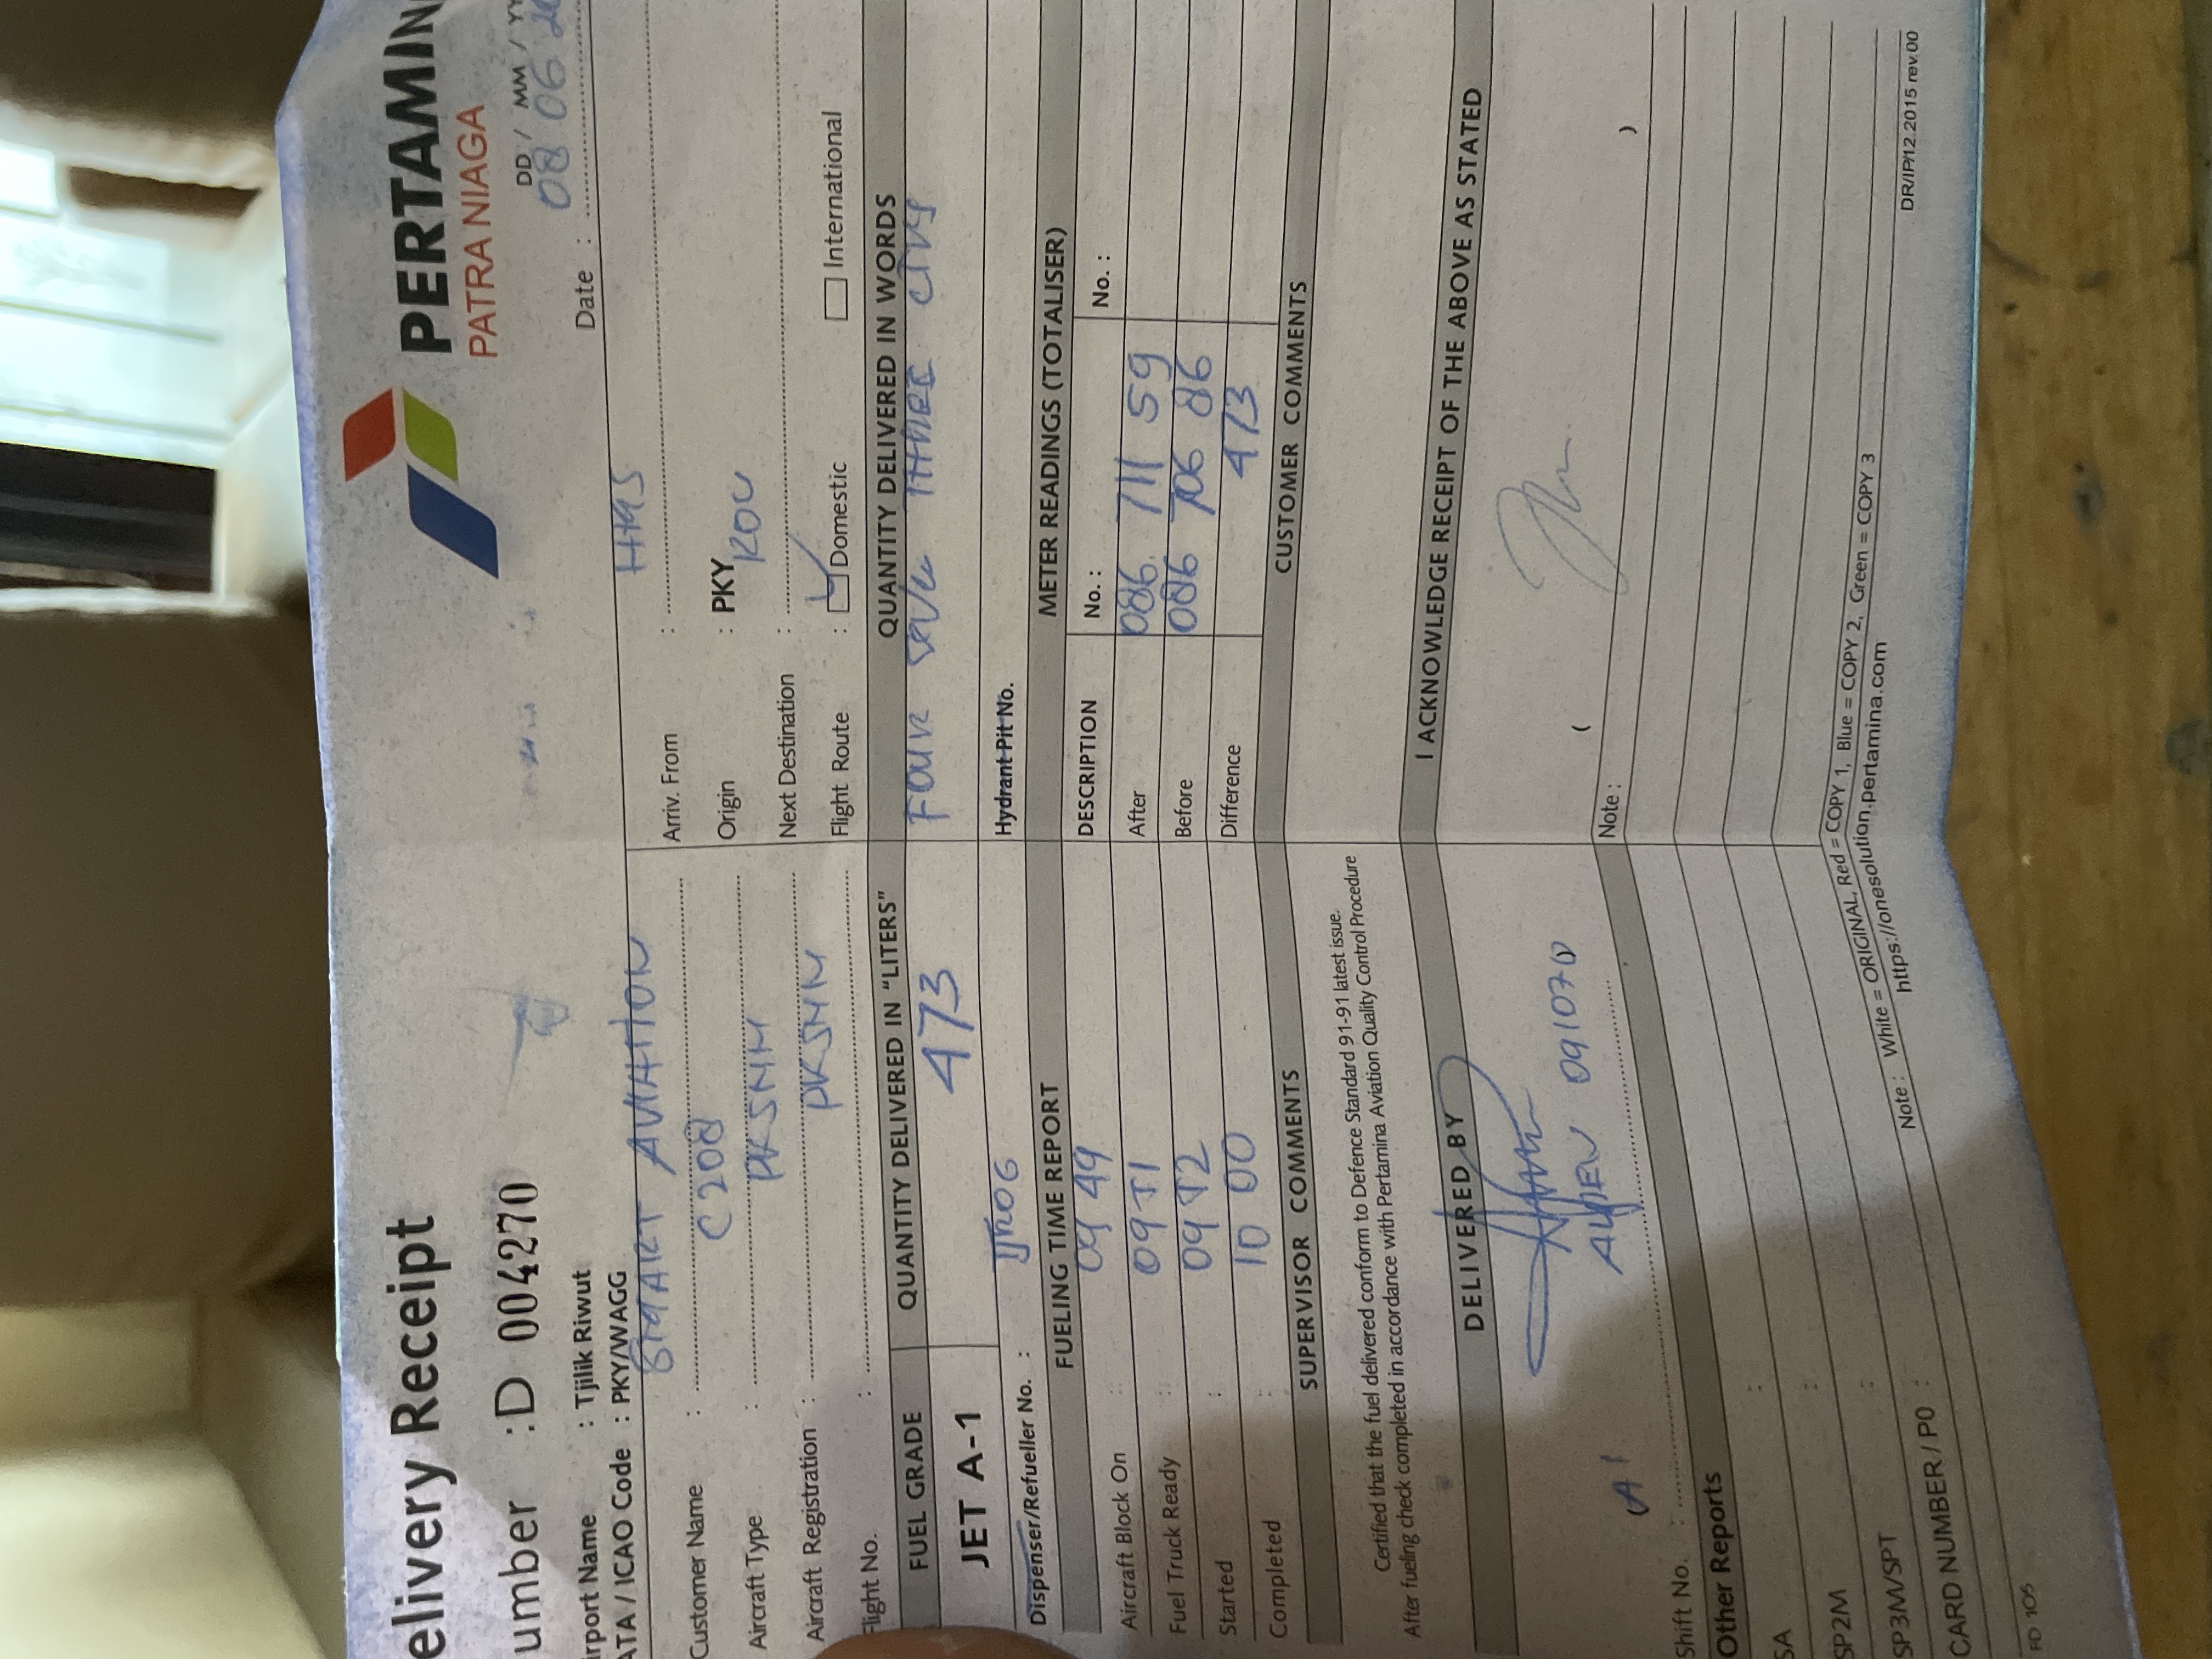 elivery Receipt
PERTAMIN
PATRA NIAGA
umber : D 004270
DD / MM / YY
08 06 20
Date :
irport Name : Tjilik Riwut
ATA / ICAO Code : PKY/WAGG
Customer Name : SMART AVIATION
Aircraft Type : C208
Aircraft Registration : PKSNM
Flight No. : PKSNM
Arriv. From : HAS
Origin : PKY
Next Destination :
Flight Route : Domestic International
FUEL GRADE
QUANTITY DELIVERED IN "LITERS"
QUANTITY DELIVERED IN WORDS
JET A-1
473
FOUR SEVEN THREE LTRS
Dispenser/Refueller No. :
Hydrant Pit No.
FUELING TIME REPORT
METER READINGS (TOTALISER)
DESCRIPTION No. : No. :
Aircraft Block On : 09 49
Fuel Truck Ready : 09 51
Started : 09 52
Completed : 10 00
After 086 711 59
Before 086 706 86
Difference 473
SUPERVISOR COMMENTS
CUSTOMER COMMENTS
Certified that the fuel delivered conform to Defence Standard 91-91 latest issue.
After fueling check completed in accordance with Pertamina Aviation Quality Control Procedure
DELIVERED BY
I ACKNOWLEDGE RECEIPT OF THE ABOVE AS STATED
091070
( )
Shift No. :
Note :
Other Reports
SA :
SP2M :
SP3M/SPT :
CARD NUMBER / PO :
Note : White = ORIGINAL, Red = COPY 1, Blue = COPY 2, Green = COPY 3
https://onesolution.pertamina.com
FD 105
DR/IP/12.2015 rev.00